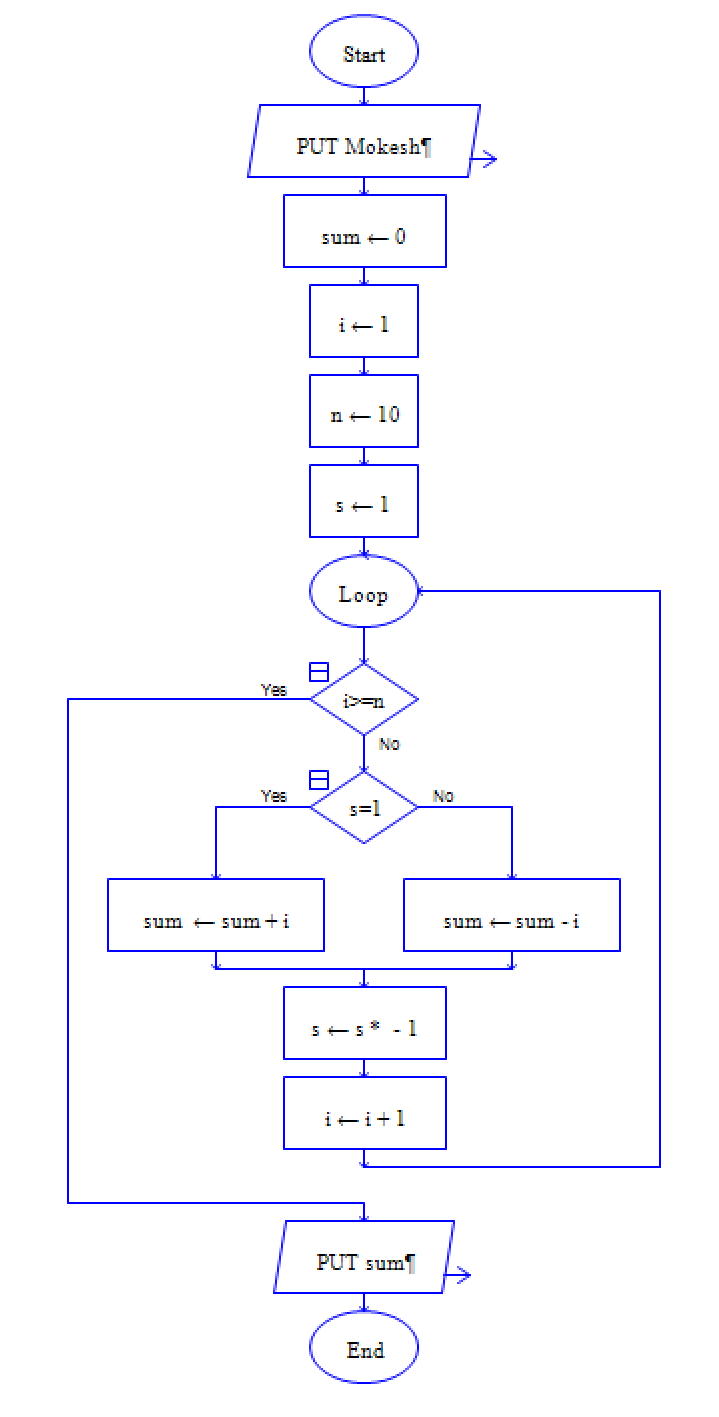 Start
PUT Mokesh¶
sum ← 0
i ← 1
n ← 10
s ← 1
Loop
Yes
i>=n
No
Yes
s=1
No
sum ← sum + i
sum ← sum - i
s ← s * - 1
i ← i + 1
PUT sum¶
End